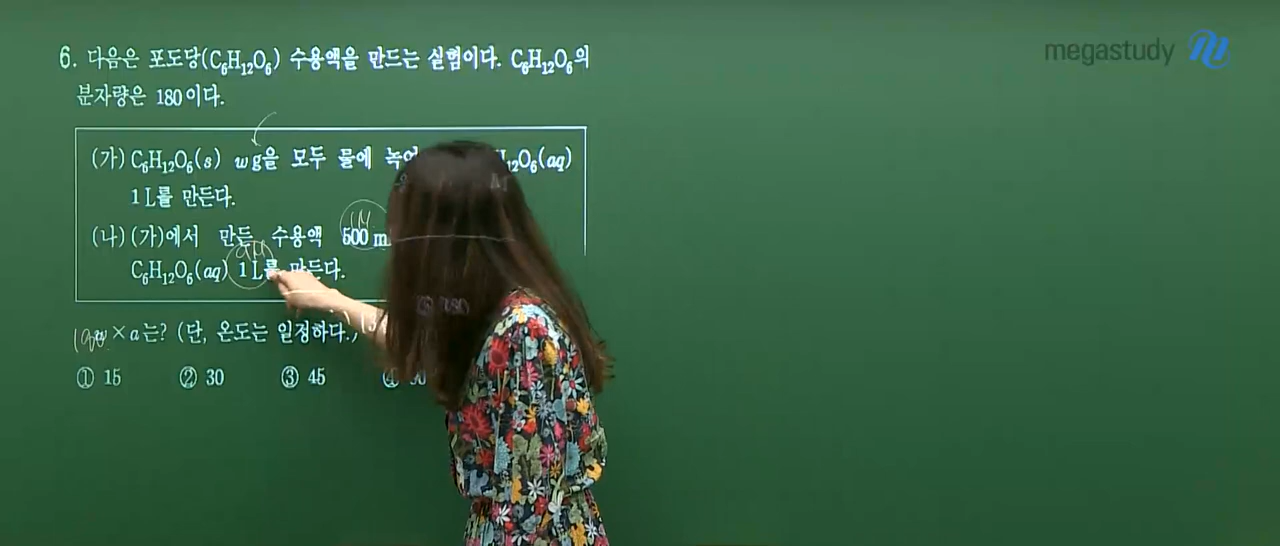 6. 다음은 포도당(C₆H₁₂O₆) 수용액을 만드는 실험이다. C₆H₁₂O₆의
분자량은 180이다.
(가) C₆H₁₂O₆(s) w g을 모두 물에 녹여 ₁₂O₆(aq)
1 L를 만든다.
(나) (가)에서 만든 수용액 500 m
C₆H₁₂O₆(aq) 1 L를 만든다.
w × a는? (단, 온도는 일정하다.)
① 15 ② 30 ③ 45 ④
megastudy